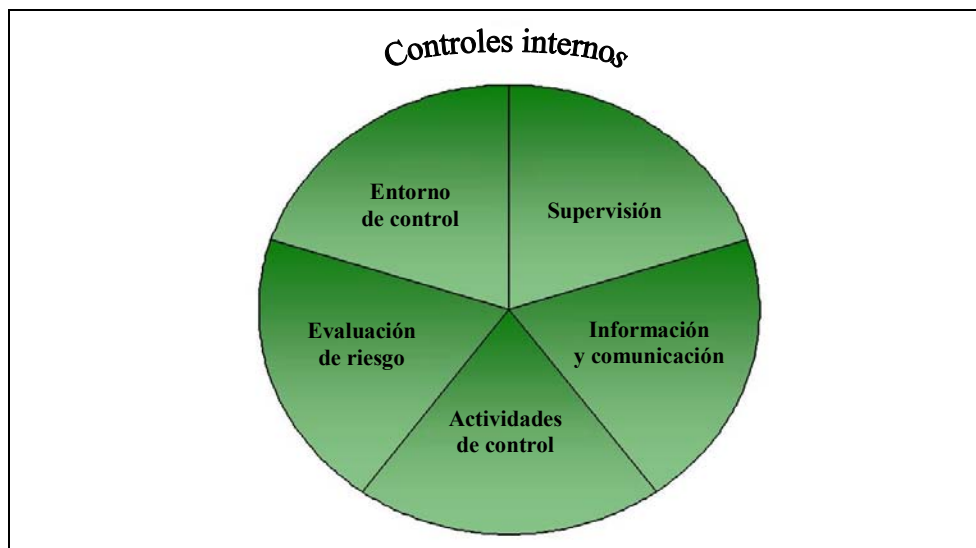 Controles internos
Entorno
de control
Supervisión
Evaluación
de riesgo
Información
y comunicación
Actividades
de control